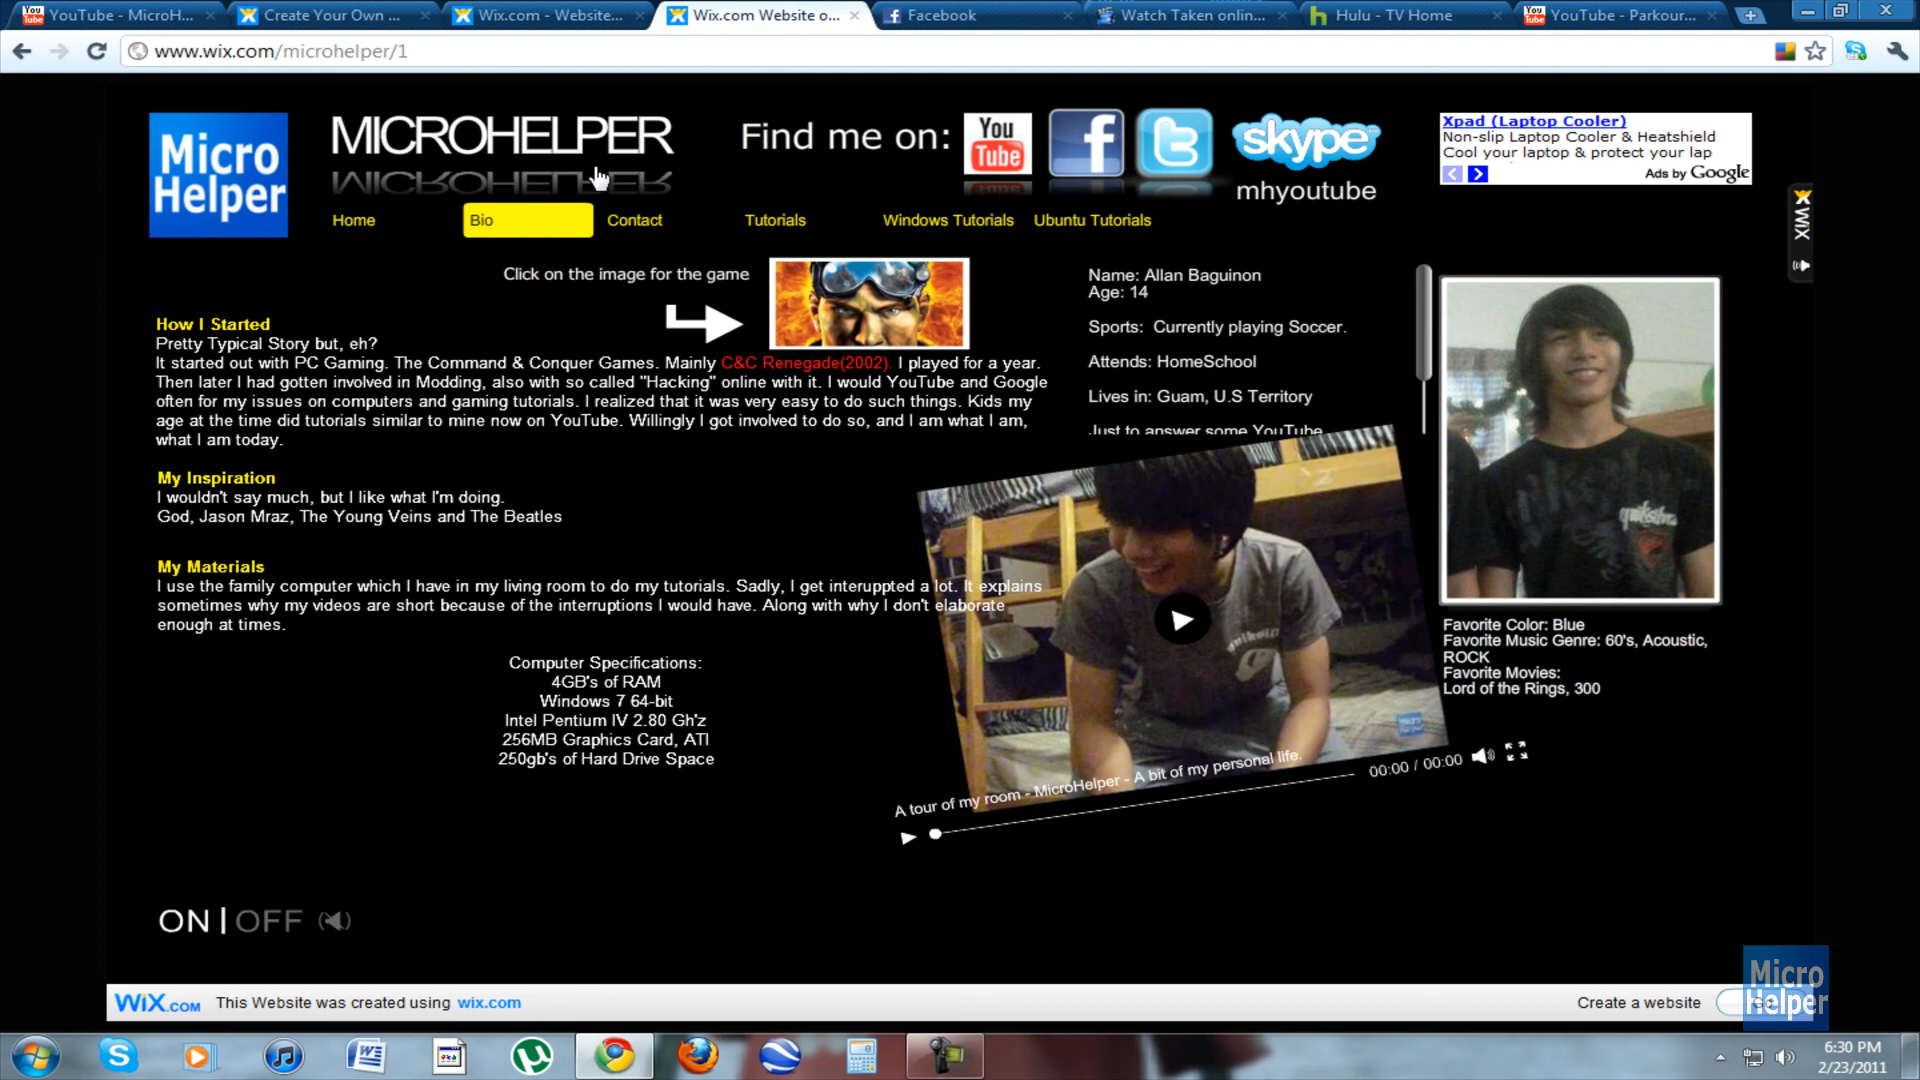 YouTube - MicroH...
Create Your Own ...
Wix.com - Website...
Wix.com Website o...
Facebook
Watch Taken onlin...
Hulu - TV Home
YouTube - Parkour...
www.wix.com/microhelper/1
Micro
Helper
MICROHELPER
Find me on:
You
Tube
skype
mhyoutube
Xpad (Laptop Cooler)
Non-slip Laptop Cooler & Heatshield
Cool your laptop & protect your lap
Ads by Google
WIX
Home
Bio
Contact
Tutorials
Windows Tutorials
Ubuntu Tutorials
Click on the image for the game
How I Started
Pretty Typical Story but, eh?
It started out with PC Gaming. The Command & Conquer Games. Mainly C&C Renegade(2002). I played for a year.
Then later I had gotten involved in Modding, also with so called "Hacking" online with it. I would YouTube and Google
often for my issues on computers and gaming tutorials. I realized that it was very easy to do such things. Kids my
age at the time did tutorials similar to mine now on YouTube. Willingly I got involved to do so, and I am what I am,
what I am today.
My Inspiration
I wouldn't say much, but I like what I'm doing.
God, Jason Mraz, The Young Veins and The Beatles
My Materials
I use the family computer which I have in my living room to do my tutorials. Sadly, I get interuppted a lot. It explains
sometimes why my videos are short because of the interruptions I would have. Along with why I don't elaborate
enough at times.
Computer Specifications:
4GB's of RAM
Windows 7 64-bit
Intel Pentium IV 2.80 Gh'z
256MB Graphics Card, ATI
250gb's of Hard Drive Space
Name: Allan Baguinon
Age: 14
Sports: Currently playing Soccer.
Attends: HomeSchool
Lives in: Guam, U.S Territory
Just to answer some YouTube
quiksilver
A tour of my room - MicroHelper - A bit of my personal life.
00:00 / 00:00
Favorite Color: Blue
Favorite Music Genre: 60's, Acoustic,
ROCK
Favorite Movies:
Lord of the Rings, 300
ON | OFF
WiX.COM This Website was created using wix.com
Create a website
Micro
Helper
6:30 PM
2/23/2011